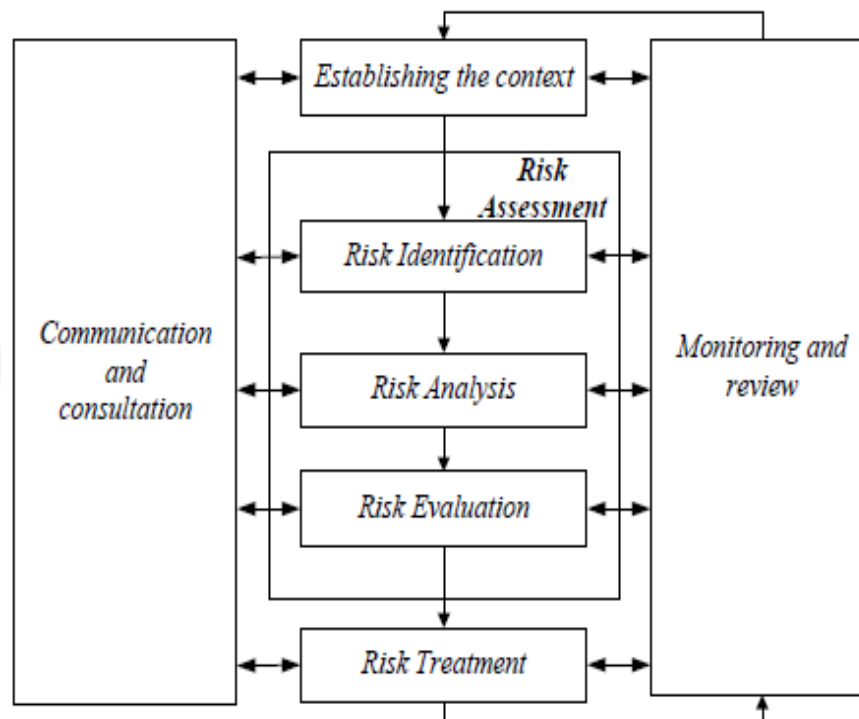 Establishing the context
Risk
Assessment
Risk Identification
Communication
and
consultation
Monitoring and
review
Risk Analysis
Risk Evaluation
Risk Treatment